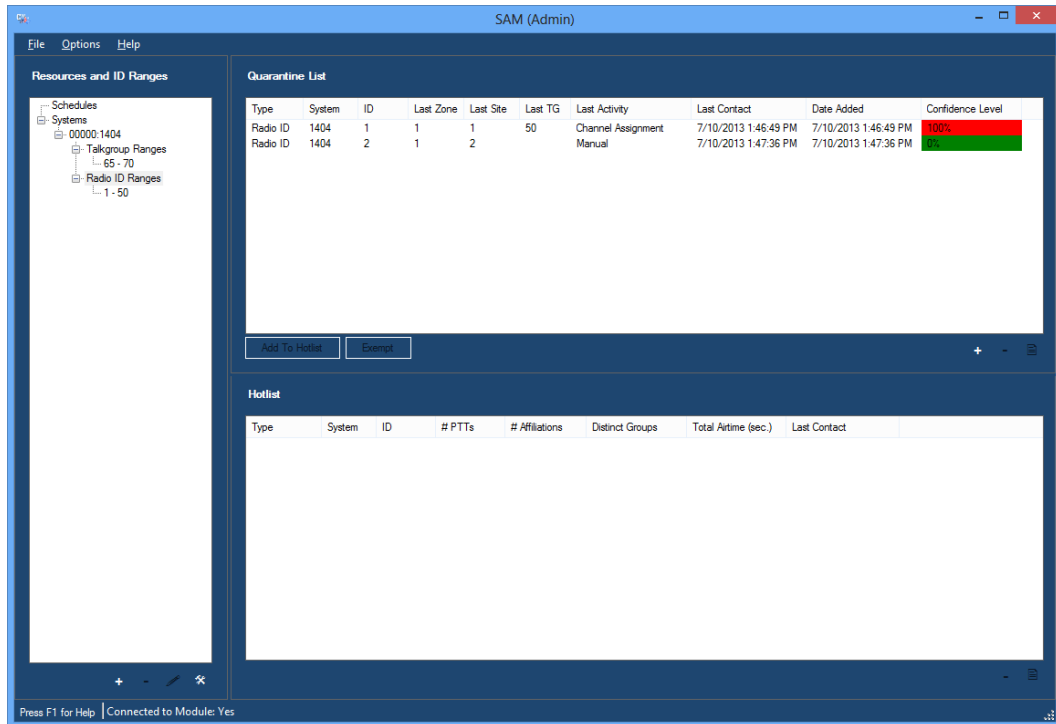 SAM (Admin)
File Options Help
Resources and ID Ranges
Schedules
Systems
00000:1404
Talkgroup Ranges
65 - 70
Radio ID Ranges
1 - 50
Quarantine List
Type System ID Last Zone Last Site Last TG Last Activity Last Contact Date Added Confidence Level
Radio ID 1404 1 1 1 50 Channel Assignment 7/10/2013 1:46:49 PM 7/10/2013 1:46:49 PM 100%
Radio ID 1404 2 1 2 Manual 7/10/2013 1:47:36 PM 7/10/2013 1:47:36 PM 0%
Add To Hotlist Exempt
Hotlist
Type System ID # PTTs # Affiliations Distinct Groups Total Airtime (sec.) Last Contact
Press F1 for Help Connected to Module: Yes